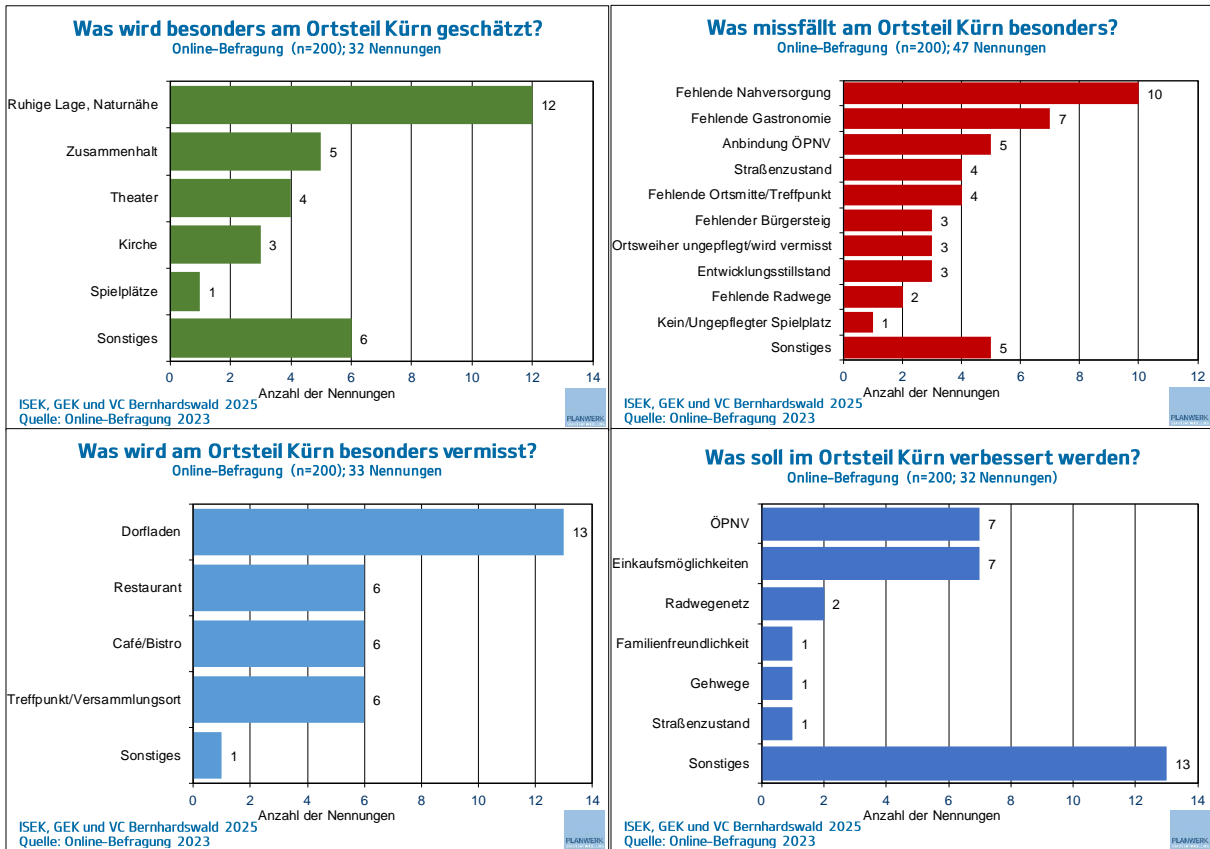 Was wird besonders am Ortsteil Kürn geschätzt?
Online-Befragung (n=200); 32 Nennungen
Ruhige Lage, Naturnähe
12
Zusammenhalt
5
Theater
4
Kirche
3
Spielplätze
1
Sonstiges
6
0 2 4 6 8 10 12 14
Anzahl der Nennungen
ISEK, GEK und VC Bernhardswald 2025
Quelle: Online-Befragung 2023
PLANWERK
Was missfällt am Ortsteil Kürn besonders?
Online-Befragung (n=200); 47 Nennungen
Fehlende Nahversorgung
10
Fehlende Gastronomie
7
Anbindung ÖPNV
5
Straßenzustand
4
Fehlende Ortsmitte/Treffpunkt
4
Fehlender Bürgersteig
3
Ortsweiher ungepflegt/wird vermisst
3
Entwicklungsstillstand
3
Fehlende Radwege
2
Kein/Ungepflegter Spielplatz
1
Sonstiges
5
0 2 4 6 8 10 12
Anzahl der Nennungen
ISEK, GEK und VC Bernhardswald 2025
Quelle: Online-Befragung 2023
PLANWERK
Was wird am Ortsteil Kürn besonders vermisst?
Online-Befragung (n=200); 33 Nennungen
Dorfladen
13
Restaurant
6
Café/Bistro
6
Treffpunkt/Versammlungsort
6
Sonstiges
1
0 2 4 6 8 10 12 14
Anzahl der Nennungen
ISEK, GEK und VC Bernhardswald 2025
Quelle: Online-Befragung 2023
PLANWERK
Was soll im Ortsteil Kürn verbessert werden?
Online-Befragung (n=200; 32 Nennungen)
ÖPNV
7
Einkaufsmöglichkeiten
7
Radwegenetz
2
Familienfreundlichkeit
1
Gehwege
1
Straßenzustand
1
Sonstiges
13
0 2 4 6 8 10 12 14
Anzahl der Nennungen
ISEK, GEK und VC Bernhardswald 2025
Quelle: Online-Befragung 2023
PLANWERK